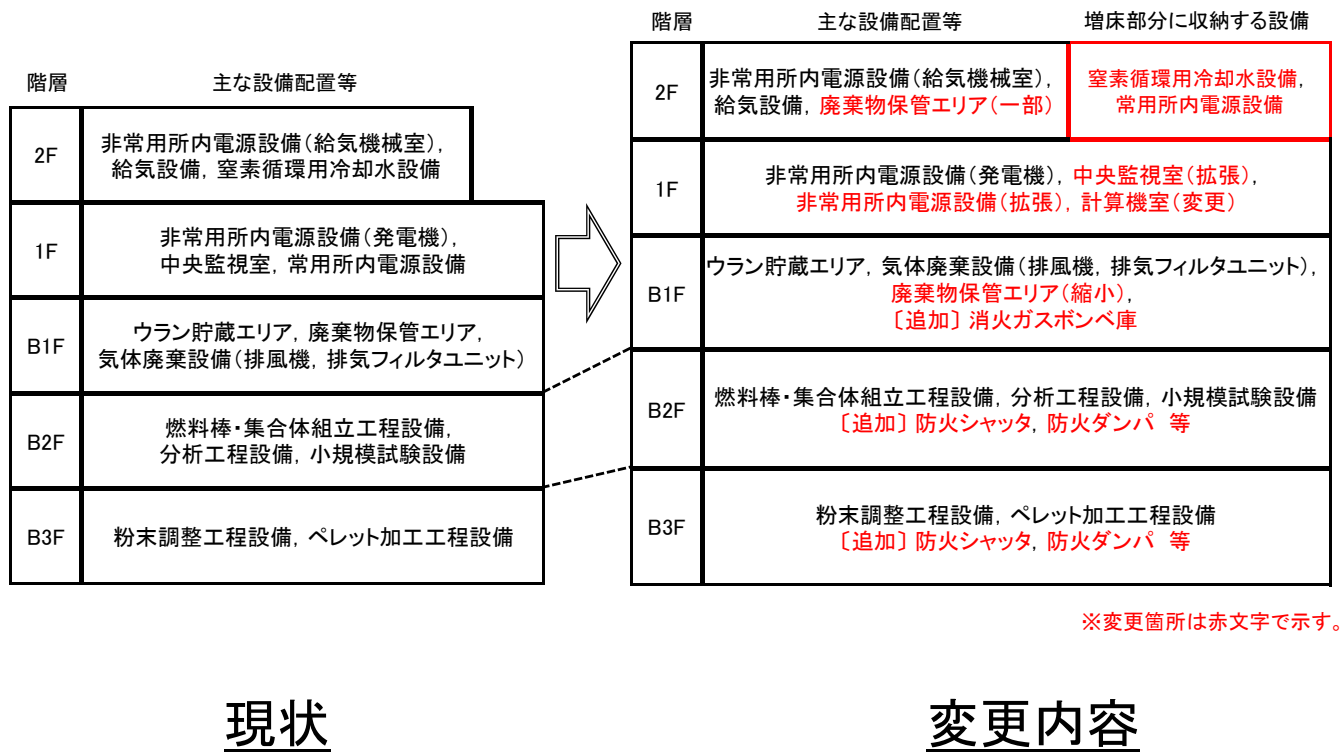 階層
主な設備配置等
2F
非常用所内電源設備(給気機械室),
給気設備, 窒素循環用冷却水設備
1F
非常用所内電源設備(発電機),
中央監視室, 常用所内電源設備
B1F
ウラン貯蔵エリア, 廃棄物保管エリア,
気体廃棄設備(排風機, 排気フィルタユニット)
B2F
燃料棒・集合体組立工程設備,
分析工程設備, 小規模試験設備
B3F
粉末調整工程設備, ペレット加工工程設備
現状
階層
主な設備配置等
増床部分に収納する設備
2F
非常用所内電源設備(給気機械室),
給気設備, 廃棄物保管エリア(一部)
窒素循環用冷却水設備,
常用所内電源設備
1F
非常用所内電源設備(発電機), 中央監視室(拡張),
非常用所内電源設備(拡張), 計算機室(変更)
B1F
ウラン貯蔵エリア, 気体廃棄設備(排風機, 排気フィルタユニット),
廃棄物保管エリア(縮小),
〔追加〕消火ガスボンベ庫
B2F
燃料棒・集合体組立工程設備, 分析工程設備, 小規模試験設備
〔追加〕防火シャッタ, 防火ダンパ 等
B3F
粉末調整工程設備, ペレット加工工程設備
〔追加〕防火シャッタ, 防火ダンパ 等
※変更箇所は赤文字で示す。
変更内容